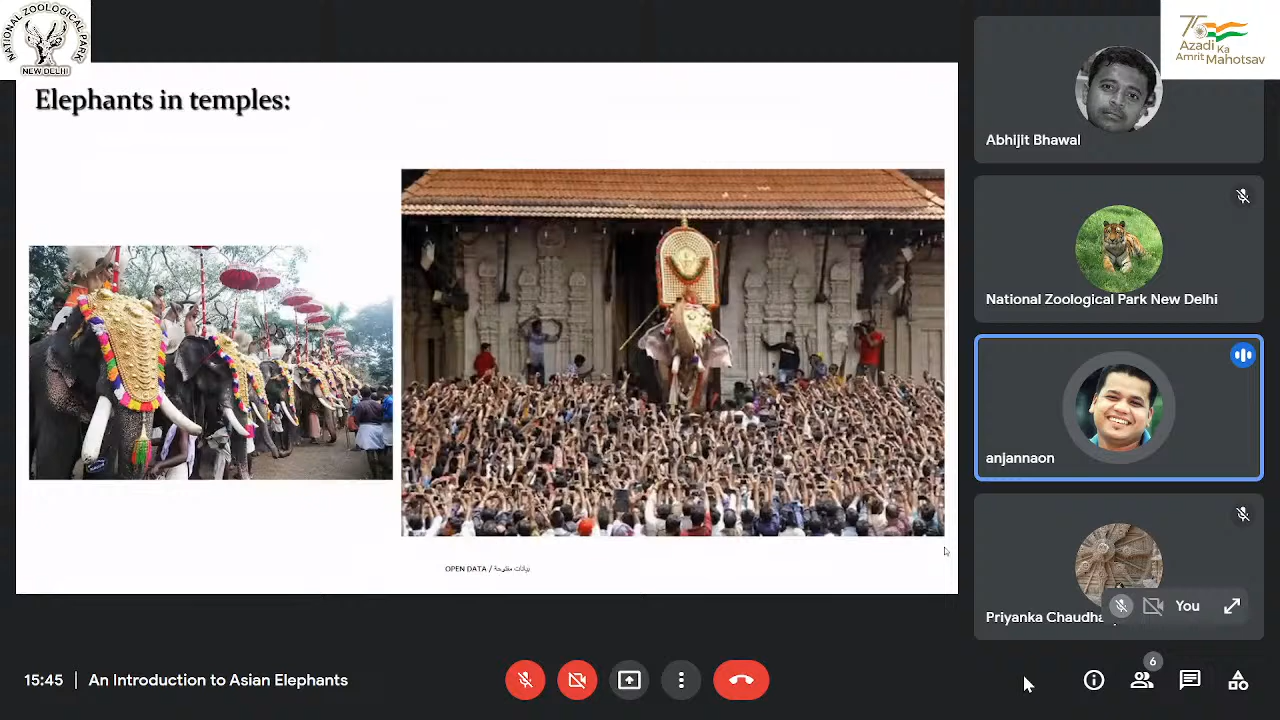 NATIONAL ZOOLOGICAL PARK
NEW DELHI
Elephants in temples:
OPEN DATA / بيانات مفتوحة
75
Azadi Ka
Amrit Mahotsav
Abhijit Bhawal
National Zoological Park New Delhi
anjannaon
Priyanka Chaudha
You
15:45 | An Introduction to Asian Elephants
6